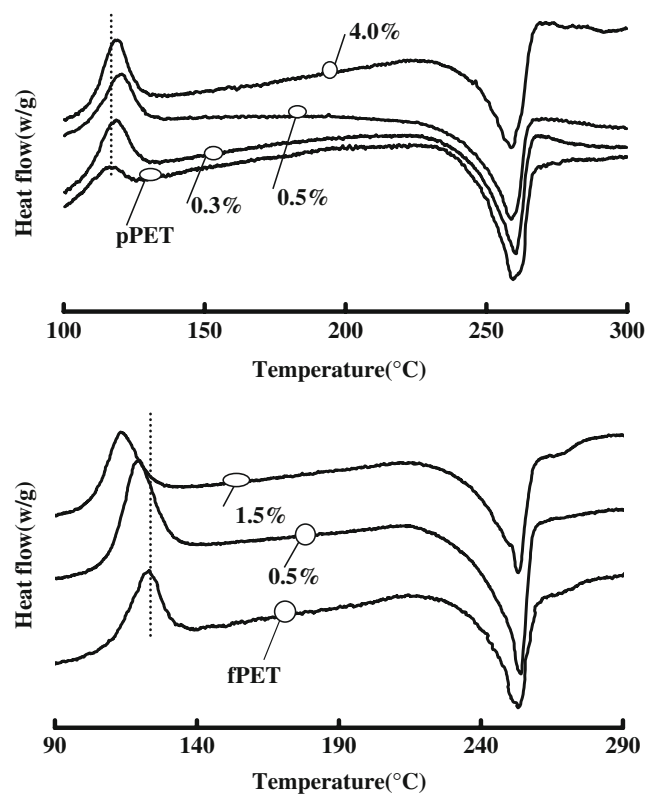 Heat flow(w/g)
4.0%
0.5%
0.3%
pPET
100 150 200 250 300
Temperature(°C)
Heat flow(w/g)
1.5%
0.5%
fPET
90 140 190 240 290
Temperature(°C)